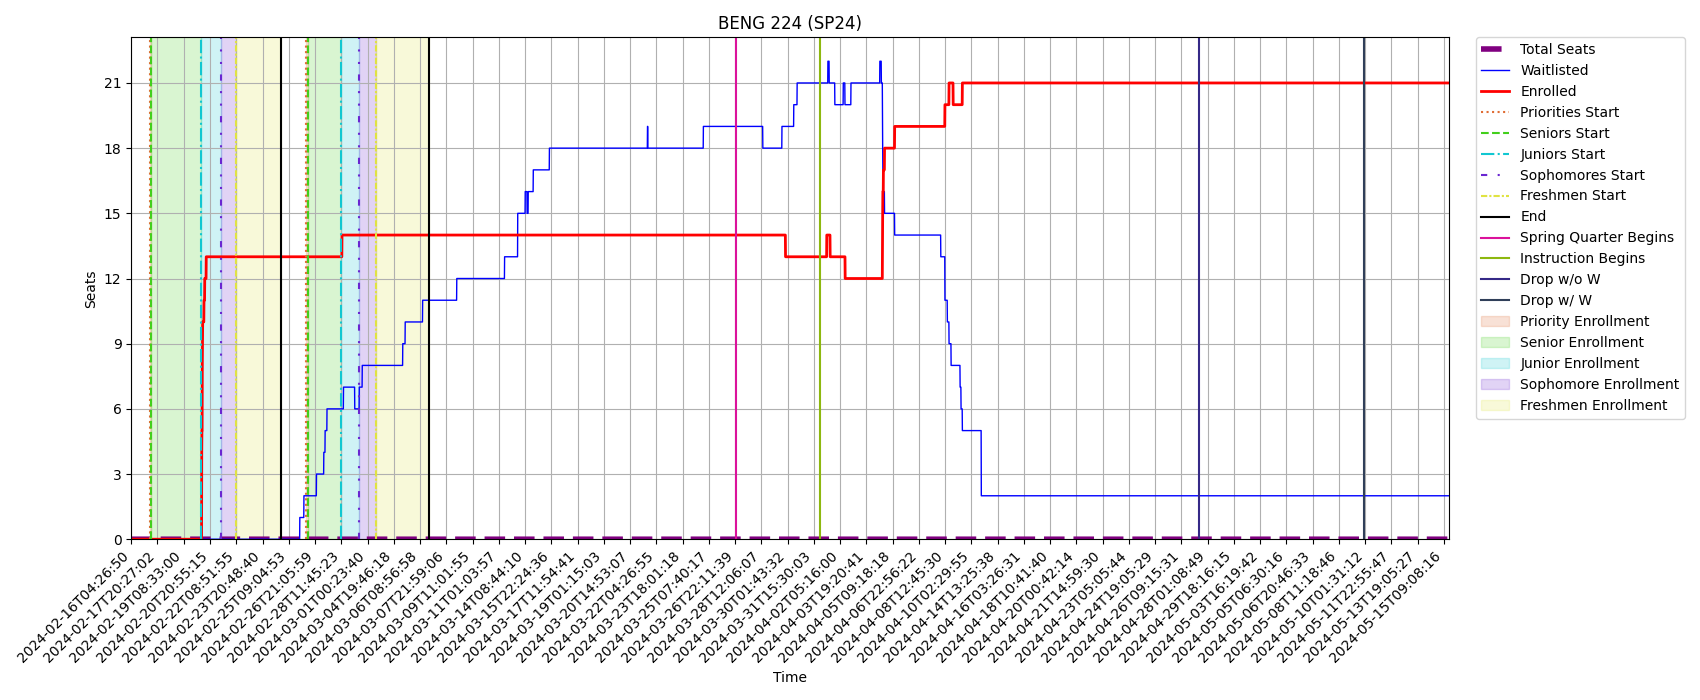 BENG 224 (SP24)
Seats
21
18
15
12
9
6
3
0
2024-02-16T04:26:50
2024-02-17T20:27:02
2024-02-19T08:33:00
2024-02-20T20:55:15
2024-02-22T08:51:55
2024-02-23T20:48:40
2024-02-25T09:04:53
2024-02-26T21:05:59
2024-02-28T11:45:23
2024-03-01T00:23:40
2024-03-04T19:46:18
2024-03-06T08:56:58
2024-03-07T21:59:06
2024-03-09T11:01:55
2024-03-11T01:03:57
2024-03-14T08:44:10
2024-03-15T22:24:36
2024-03-17T11:54:41
2024-03-19T01:15:03
2024-03-20T14:53:07
2024-03-22T04:26:55
2024-03-23T18:01:18
2024-03-25T07:40:17
2024-03-26T22:11:39
2024-03-28T12:06:07
2024-03-30T01:43:32
2024-03-31T15:30:03
2024-04-02T05:16:00
2024-04-03T19:20:41
2024-04-05T09:18:18
2024-04-06T22:56:22
2024-04-08T12:45:30
2024-04-10T02:29:55
2024-04-14T13:25:38
2024-04-16T03:26:31
2024-04-18T10:41:40
2024-04-20T00:42:14
2024-04-21T14:59:30
2024-04-23T05:05:44
2024-04-24T19:05:29
2024-04-26T09:15:31
2024-04-28T01:08:49
2024-04-29T18:16:15
2024-05-03T16:19:42
2024-05-05T06:30:16
2024-05-06T20:46:33
2024-05-08T11:18:46
2024-05-10T01:31:12
2024-05-11T22:55:47
2024-05-13T19:05:27
2024-05-15T09:08:16
Time
Total Seats
Waitlisted
Enrolled
Priorities Start
Seniors Start
Juniors Start
Sophomores Start
Freshmen Start
End
Spring Quarter Begins
Instruction Begins
Drop w/o W
Drop w/ W
Priority Enrollment
Senior Enrollment
Junior Enrollment
Sophomore Enrollment
Freshmen Enrollment